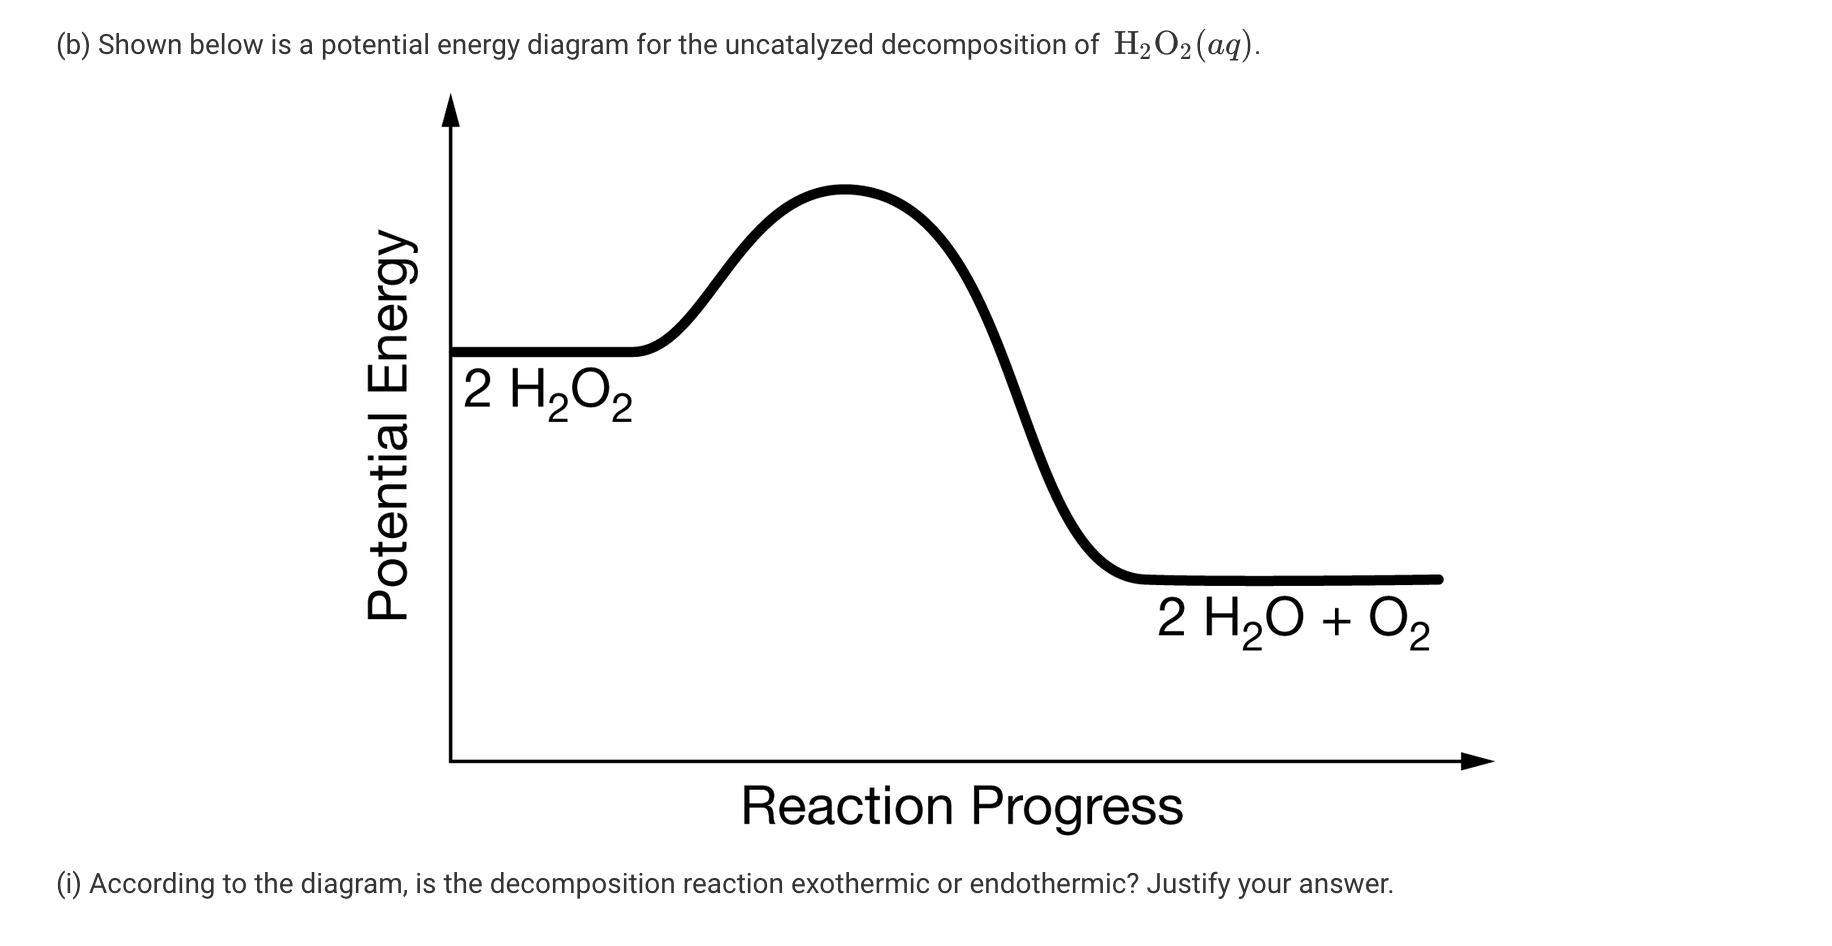 (b) Shown below is a potential energy diagram for the uncatalyzed decomposition of H₂O₂(aq).
Potential Energy
2 H₂O₂
2 H₂O + O₂
Reaction Progress
(i) According to the diagram, is the decomposition reaction exothermic or endothermic? Justify your answer.